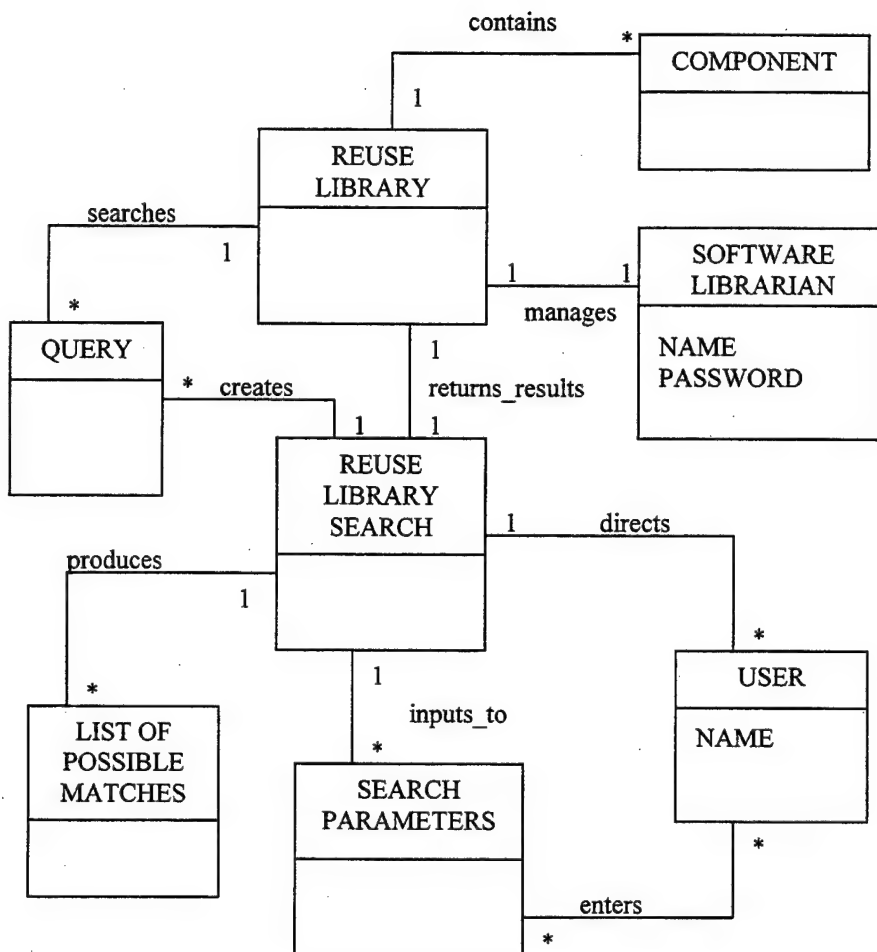 contains
*
COMPONENT
1
REUSE
LIBRARY
searches
1
SOFTWARE
LIBRARIAN
1
1
manages
*
NAME
PASSWORD
QUERY
1
*
creates
returns_results
1
1
REUSE
LIBRARY
SEARCH
1
directs
produces
1
*
USER
1
*
inputs_to
NAME
LIST OF
POSSIBLE
MATCHES
*
SEARCH
PARAMETERS
*
enters
*